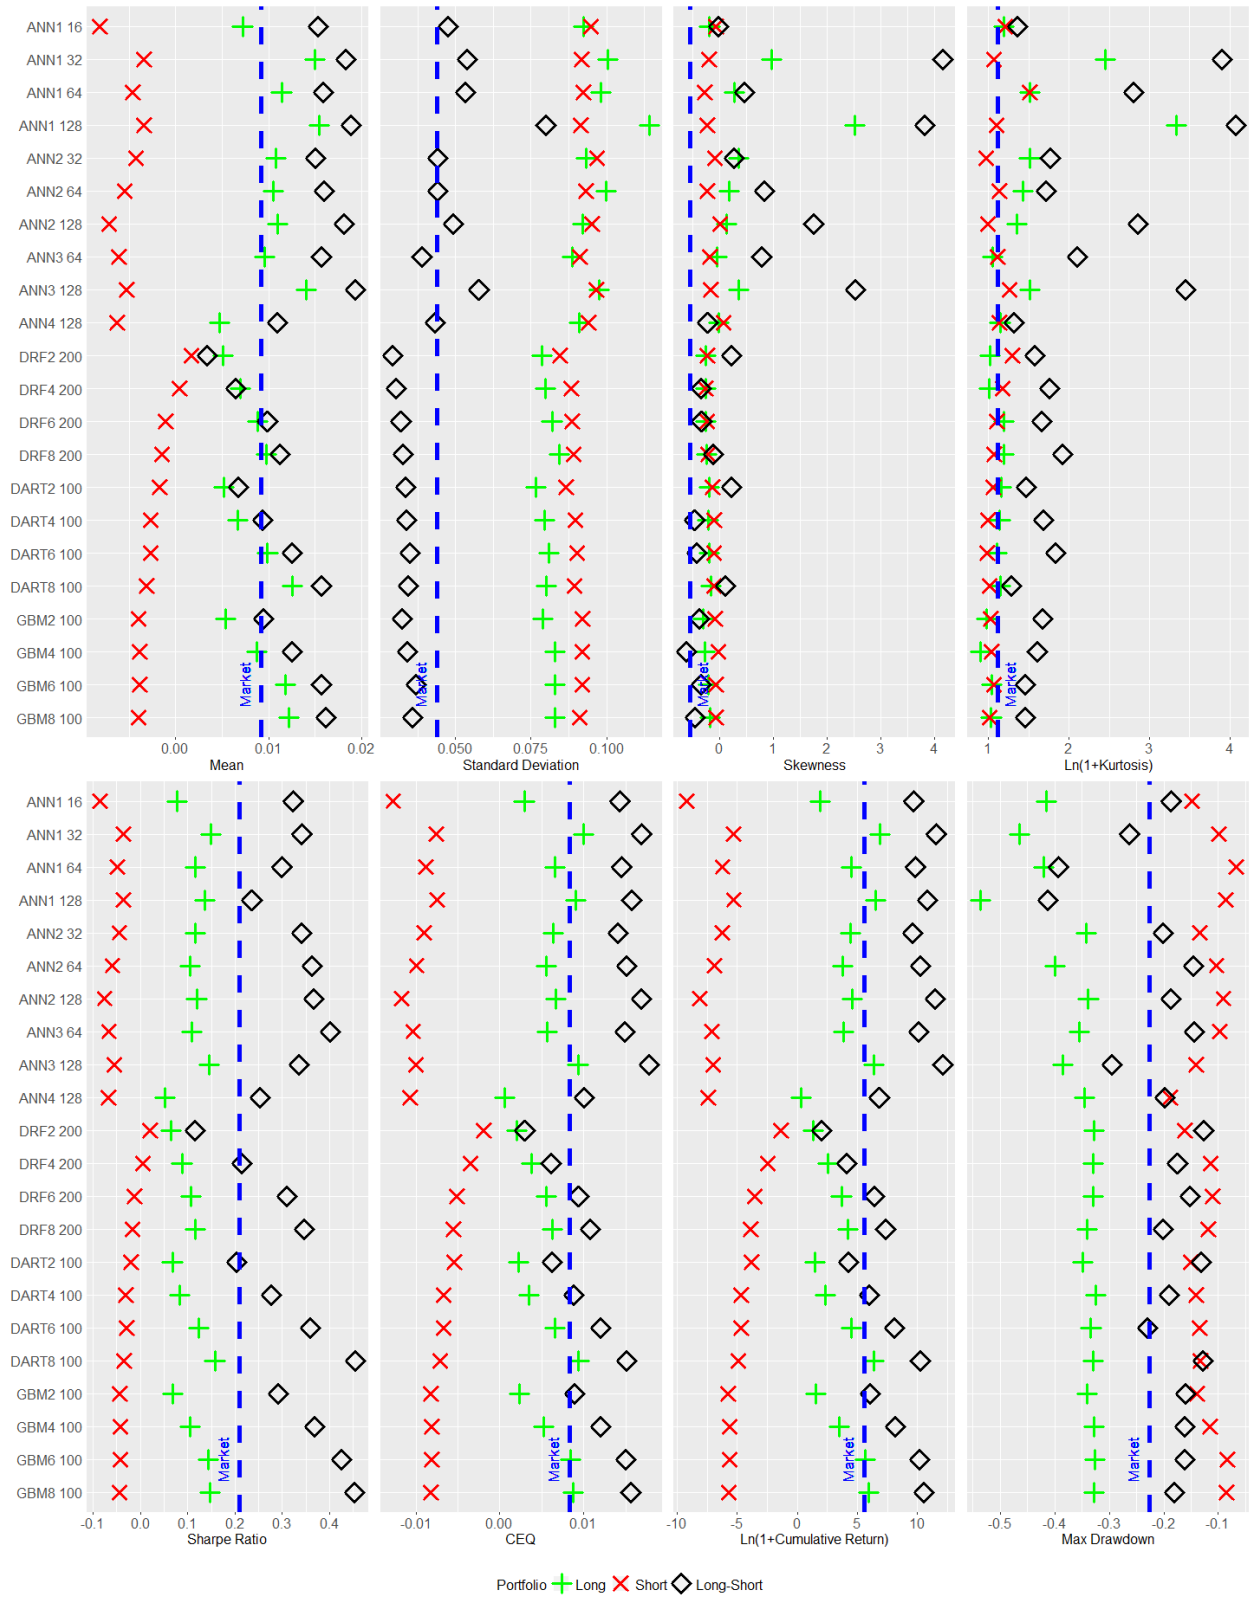 ANN1 16
ANN1 32
ANN1 64
ANN1 128
ANN2 32
ANN2 64
ANN2 128
ANN3 64
ANN3 128
ANN4 128
DRF2 200
DRF4 200
DRF6 200
DRF8 200
DART2 100
DART4 100
DART6 100
DART8 100
GBM2 100
GBM4 100
GBM6 100
GBM8 100
Market Market Market Market
0.00 0.01 0.02 0.050 0.075 0.100 0 1 2 3 4 1 2 3 4
Mean Standard Deviation Skewness Ln(1+Kurtosis)
ANN1 16
ANN1 32
ANN1 64
ANN1 128
ANN2 32
ANN2 64
ANN2 128
ANN3 64
ANN3 128
ANN4 128
DRF2 200
DRF4 200
DRF6 200
DRF8 200
DART2 100
DART4 100
DART6 100
DART8 100
GBM2 100
GBM4 100
GBM6 100
GBM8 100
Market Market Market Market
-0.1 0.0 0.1 0.2 0.3 0.4 -0.01 0.00 0.01 -10 -5 0 5 10 -0.5 -0.4 -0.3 -0.2 -0.1
Sharpe Ratio CEQ Ln(1+Cumulative Return) Max Drawdown
Portfolio Long Short Long-Short